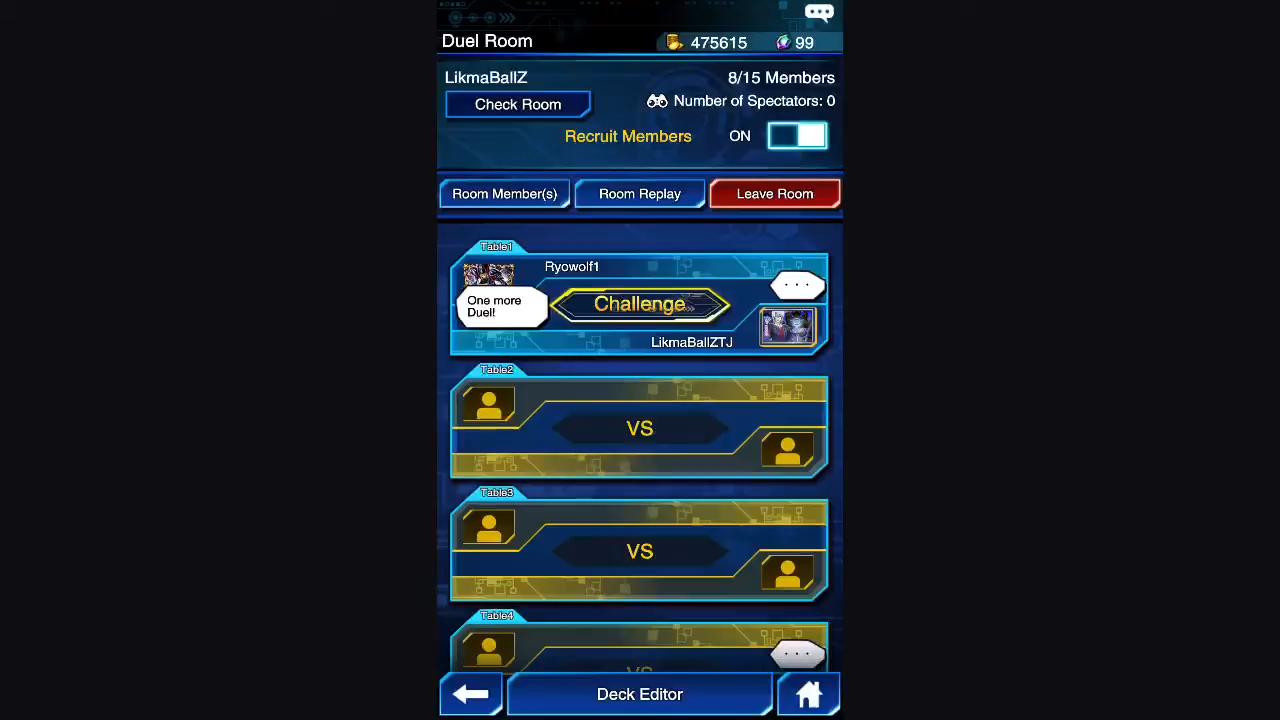 Duel Room
475615
99
LikmaBallZ
8/15 Members
Check Room
Number of Spectators: 0
Recruit Members
ON
Room Member(s)
Room Replay
Leave Room
Table1
Ryowolf1
One more
Duel!
Challenge
...
LikmaBallZTJ
Table2
VS
Table3
VS
Table4
...
VS
Deck Editor